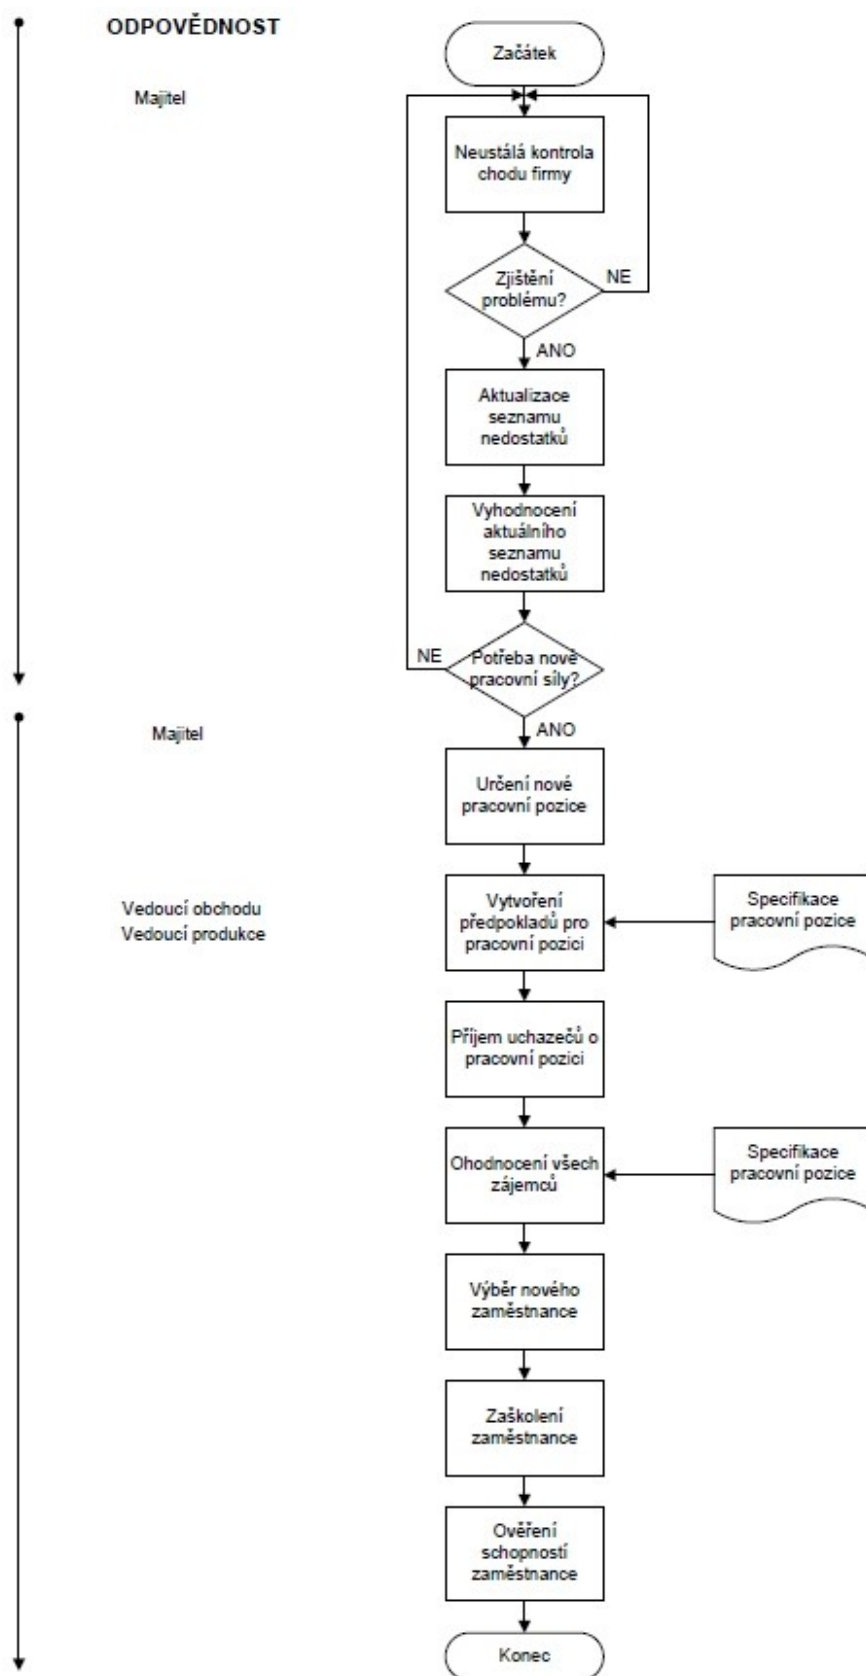 ODPOVĚDNOST
Začátek
Majitel
Neustálá kontrola
chodu firmy
Zjištění
problému?
NE
ANO
Aktualizace
seznamu
nedostatků
Vyhodnocení
aktuálního
seznamu
nedostatků
NE
Potřeba nové
pracovní síly?
ANO
Majitel
Určení nové
pracovní pozice
Vedoucí obchodu
Vedoucí produkce
Vytvoření
předpokladů pro
pracovní pozici
Specifikace
pracovní pozice
Příjem uchazečů o
pracovní pozici
Ohodnocení všech
zájemců
Specifikace
pracovní pozice
Výběr nového
zaměstnance
Zaškolení
zaměstnance
Ověření
schopností
zaměstnance
Konec